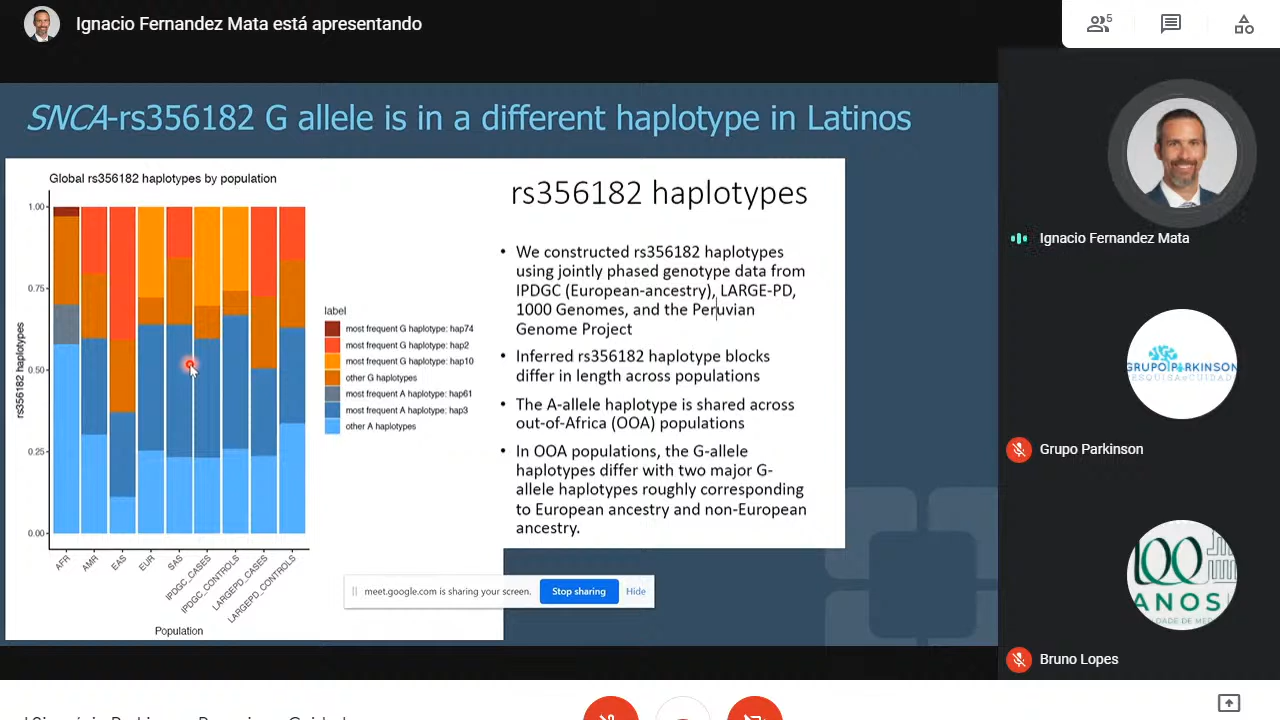 Ignacio Fernandez Mata está apresentando
5
SNCA-rs356182 G allele is in a different haplotype in Latinos
Global rs356182 haplotypes by population
rs356182 haplotypes
1.00
0.75
0.50
0.25
0.00
AFR
AMR
EAS
EUR
SAS
IPDGC_CASES
IPDGC_CONTROLS
LARGEPD_CASES
LARGEPD_CONTROLS
Population
label
most frequent G haplotype: hap74
most frequent G haplotype: hap2
most frequent G haplotype: hap10
other G haplotypes
most frequent A haplotype: hap61
most frequent A haplotype: hap3
other A haplotypes
rs356182 haplotypes
• We constructed rs356182 haplotypes
using jointly phased genotype data from
IPDGC (European-ancestry), LARGE-PD,
1000 Genomes, and the Peruvian
Genome Project
• Inferred rs356182 haplotype blocks
differ in length across populations
• The A-allele haplotype is shared across
out-of-Africa (OOA) populations
• In OOA populations, the G-allele
haplotypes differ with two major G-
allele haplotypes roughly corresponding
to European ancestry and non-European
ancestry.
meet.google.com is sharing your screen.
Stop sharing
Hide
Ignacio Fernandez Mata
GRUPO PARKINSON
Grupo Parkinson
100
ANOS
Bruno Lopes